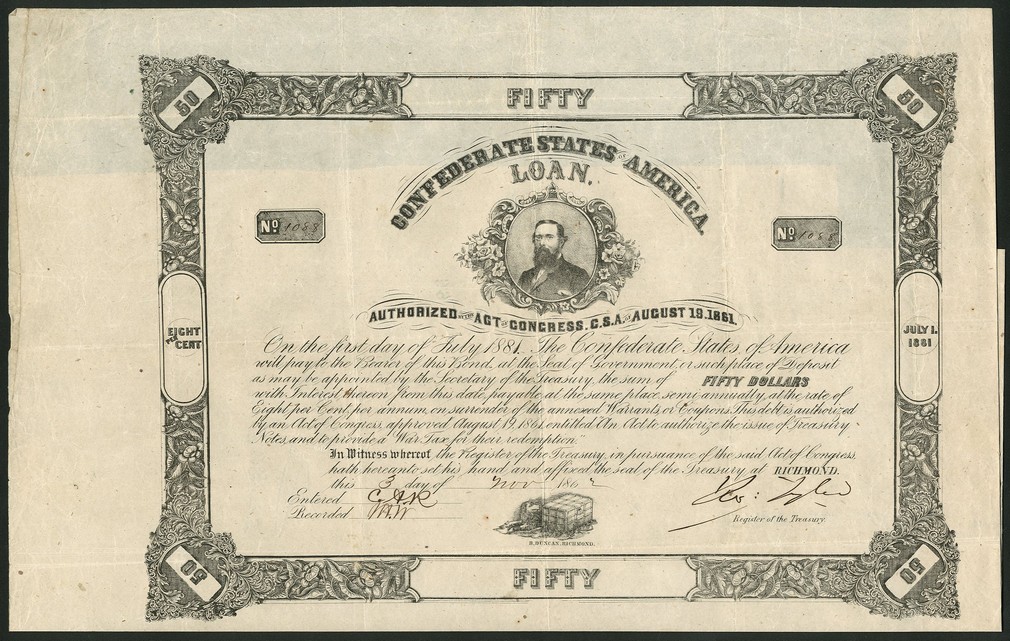 50 FIFTY 50
CONFEDERATE STATES OF AMERICA
LOAN.
No 1088
No 1088
AUTHORIZED BY THE ACT OF CONGRESS, C.S.A. OF AUGUST 19.1861.
EIGHT PER CENT
JULY 1. 1881
On the first day of July 1881. The Confederate States of America
will pay to the Bearer of this Bond, at the Seat of Government, or such place of Deposit
as may be appointed by the Secretary of the Treasury, the sum of FIFTY DOLLARS
with Interest thereon from this date, payable at the same place, semi-annually, at the rate of
Eight per Cent, per annum, on surrender of the annexed Warrants, or Coupons. This debt is authorized
by an Act of Congress, approved August 19, 1861, entitled "An Act to authorize the issue of Treasury
Notes, and to provide a War Tax for their redemption."
In Witness whereof the Register of the Treasury, in pursuance of the said Act of Congress,
hath hereunto set his hand, and affixed the seal of the Treasury, at RICHMOND.
this 3 day of Nov 1862
Entered
Recorded
Ro: Tyler
Register of the Treasury
R. DUNCAN, RICHMOND.
50 FIFTY 50